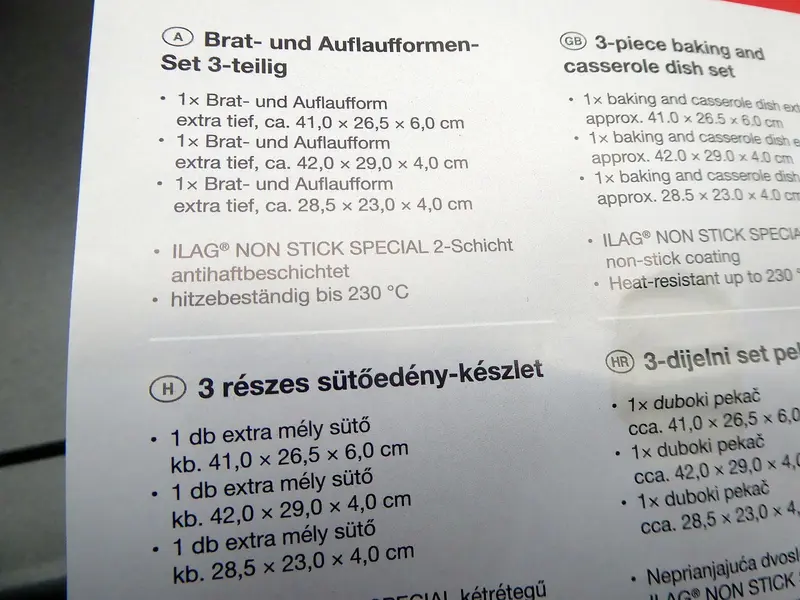 A Brat- und Auflaufformen-
Set 3-teilig
• 1× Brat- und Auflaufform
extra tief, ca. 41,0 × 26,5 × 6,0 cm
• 1× Brat- und Auflaufform
extra tief, ca. 42,0 × 29,0 × 4,0 cm
• 1× Brat- und Auflaufform
extra tief, ca. 28,5 × 23,0 × 4,0 cm
• ILAG® NON STICK SPECIAL 2-Schicht
antihaftbeschichtet
• hitzebeständig bis 230 °C
GB 3-piece baking and
casserole dish set
• 1× baking and casserole dish
approx. 41.0 × 26.5 × 6.0 cm
• 1× baking and casserole dish
approx. 42.0 × 29.0 × 4.0 cm
• 1× baking and casserole dish
approx. 28.5 × 23.0 × 4.0 cm
• ILAG® NON STICK
non-stick coating
• Heat-resistant up to 230
H 3 részes sütőedény-készlet
• 1 db extra mély sütő
kb. 41,0 × 26,5 × 6,0 cm
• 1 db extra mély sütő
kb. 42,0 × 29,0 × 4,0 cm
• 1 db extra mély sütő
kb. 28,5 × 23,0 × 4,0 cm
SPECIAL kétrétegű
HR 3-dijelni set
• 1× duboki pekač
cca. 41,0 × 26,5 × 6,0
• 1× duboki pekač
cca. 42,0 × 29,0 × 4,0
• 1× duboki pekač
cca. 28,5 × 23,0 × 4,
• Neprianjajuća
ILAG® NON STICK